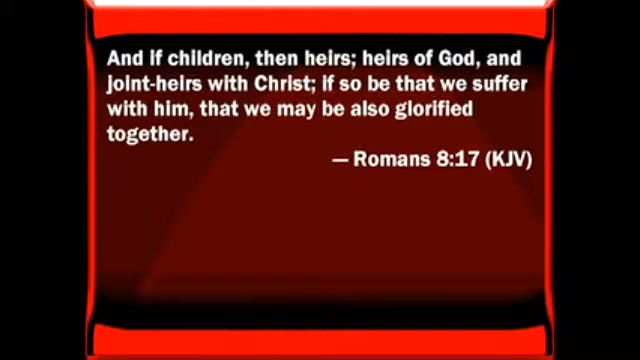 And if children, then heirs; heirs of God, and
joint-heirs with Christ; if so be that we suffer
with him, that we may be also glorified
together.
— Romans 8:17 (KJV)